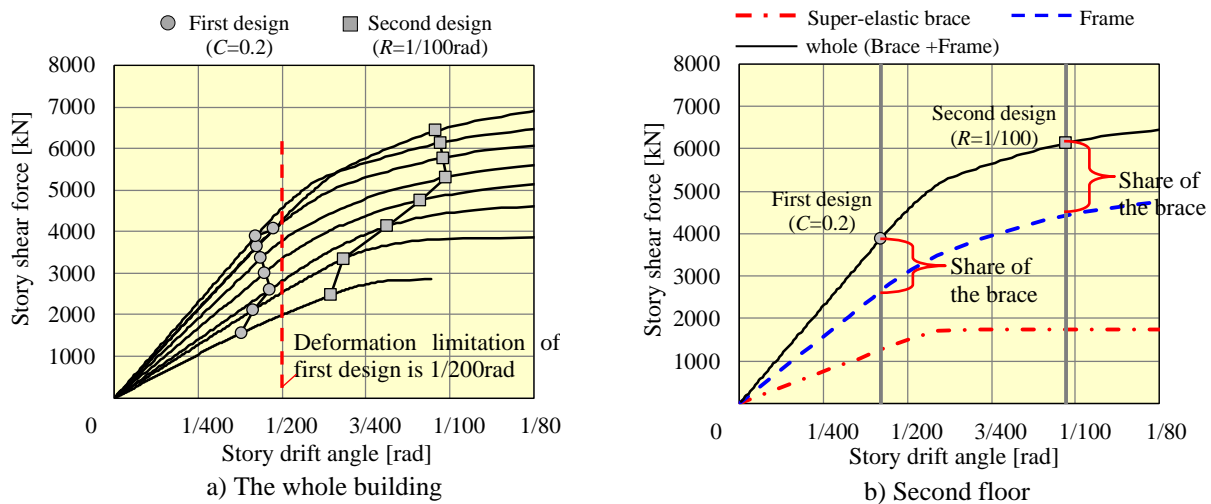 First design
(C=0.2)
Second design
(R=1/100rad)
8000
7000
6000
5000
4000
3000
2000
1000
0
Story shear force [kN]
Deformation limitation of
first design is 1/200rad
1/400
1/200
3/400
1/100
1/80
Story drift angle [rad]
a) The whole building
Super-elastic brace
Frame
whole (Brace +Frame)
8000
7000
6000
5000
4000
3000
2000
1000
0
Story shear force [kN]
Second design
(R=1/100)
Share of
the brace
First design
(C=0.2)
Share of
the brace
1/400
1/200
3/400
1/100
1/80
Story drift angle [rad]
b) Second floor